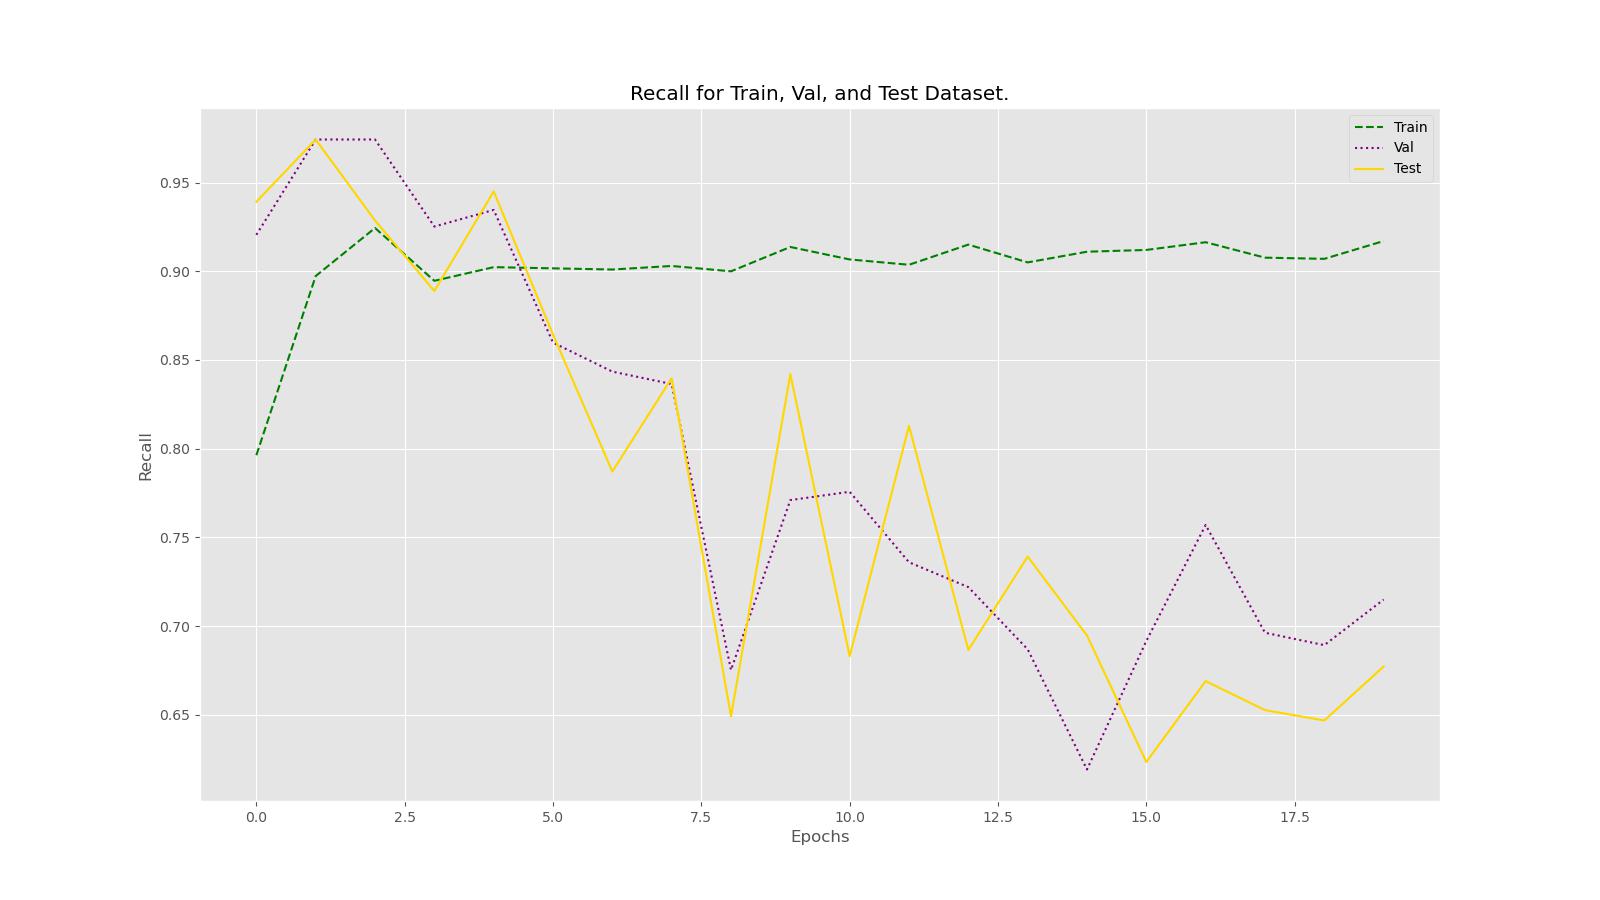 Recall for Train, Val, and Test Dataset.
Train
Val
Test
0.95
0.90
0.85
0.80
0.75
0.70
0.65
Recall
0.0 2.5 5.0 7.5 10.0 12.5 15.0 17.5
Epochs